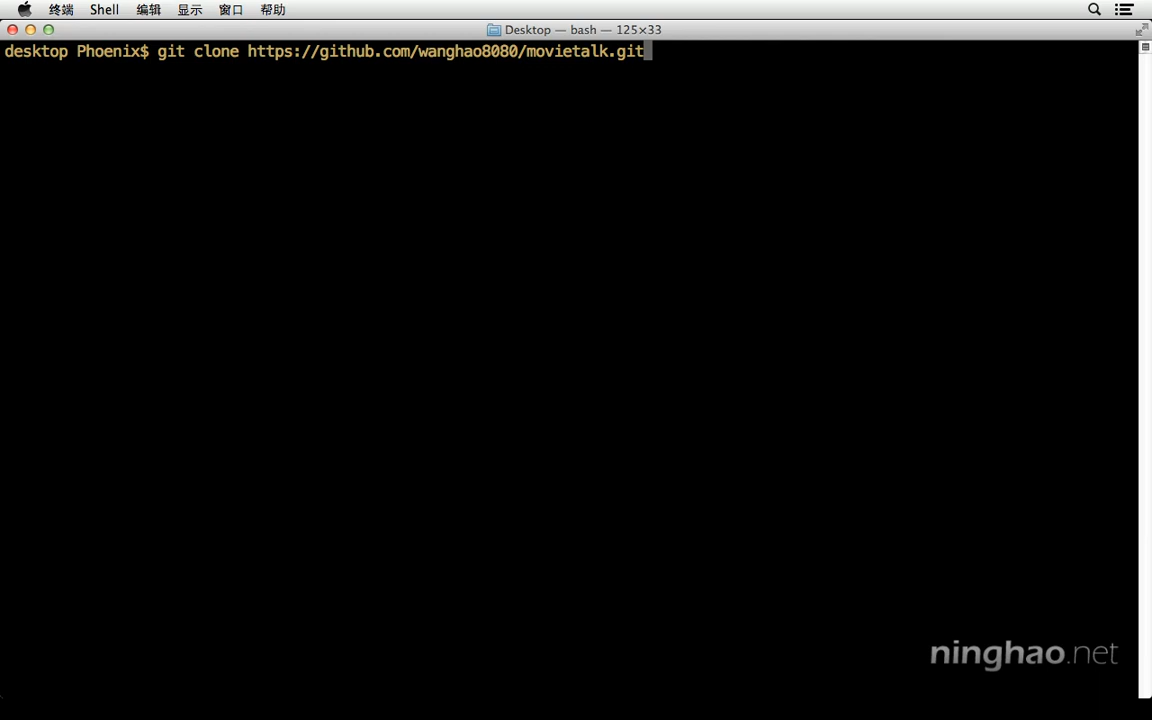 终端 Shell 编辑 显示 窗口 帮助
Desktop — bash — 125×33
desktop Phoenix$ git clone https://github.com/wanghao8080/movietalk.git
ninghao.net